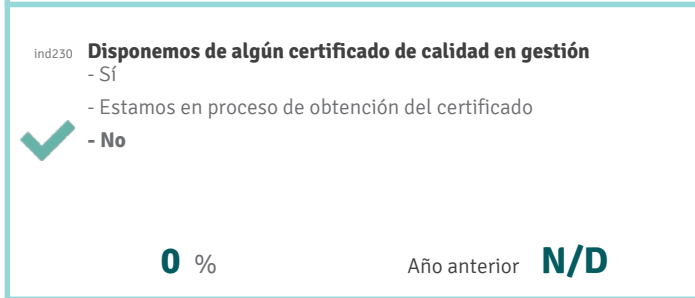 ind230 Disponemos de algún certificado de calidad en gestión
- Sí
- Estamos en proceso de obtención del certificado
- No
0 % Año anterior N/D